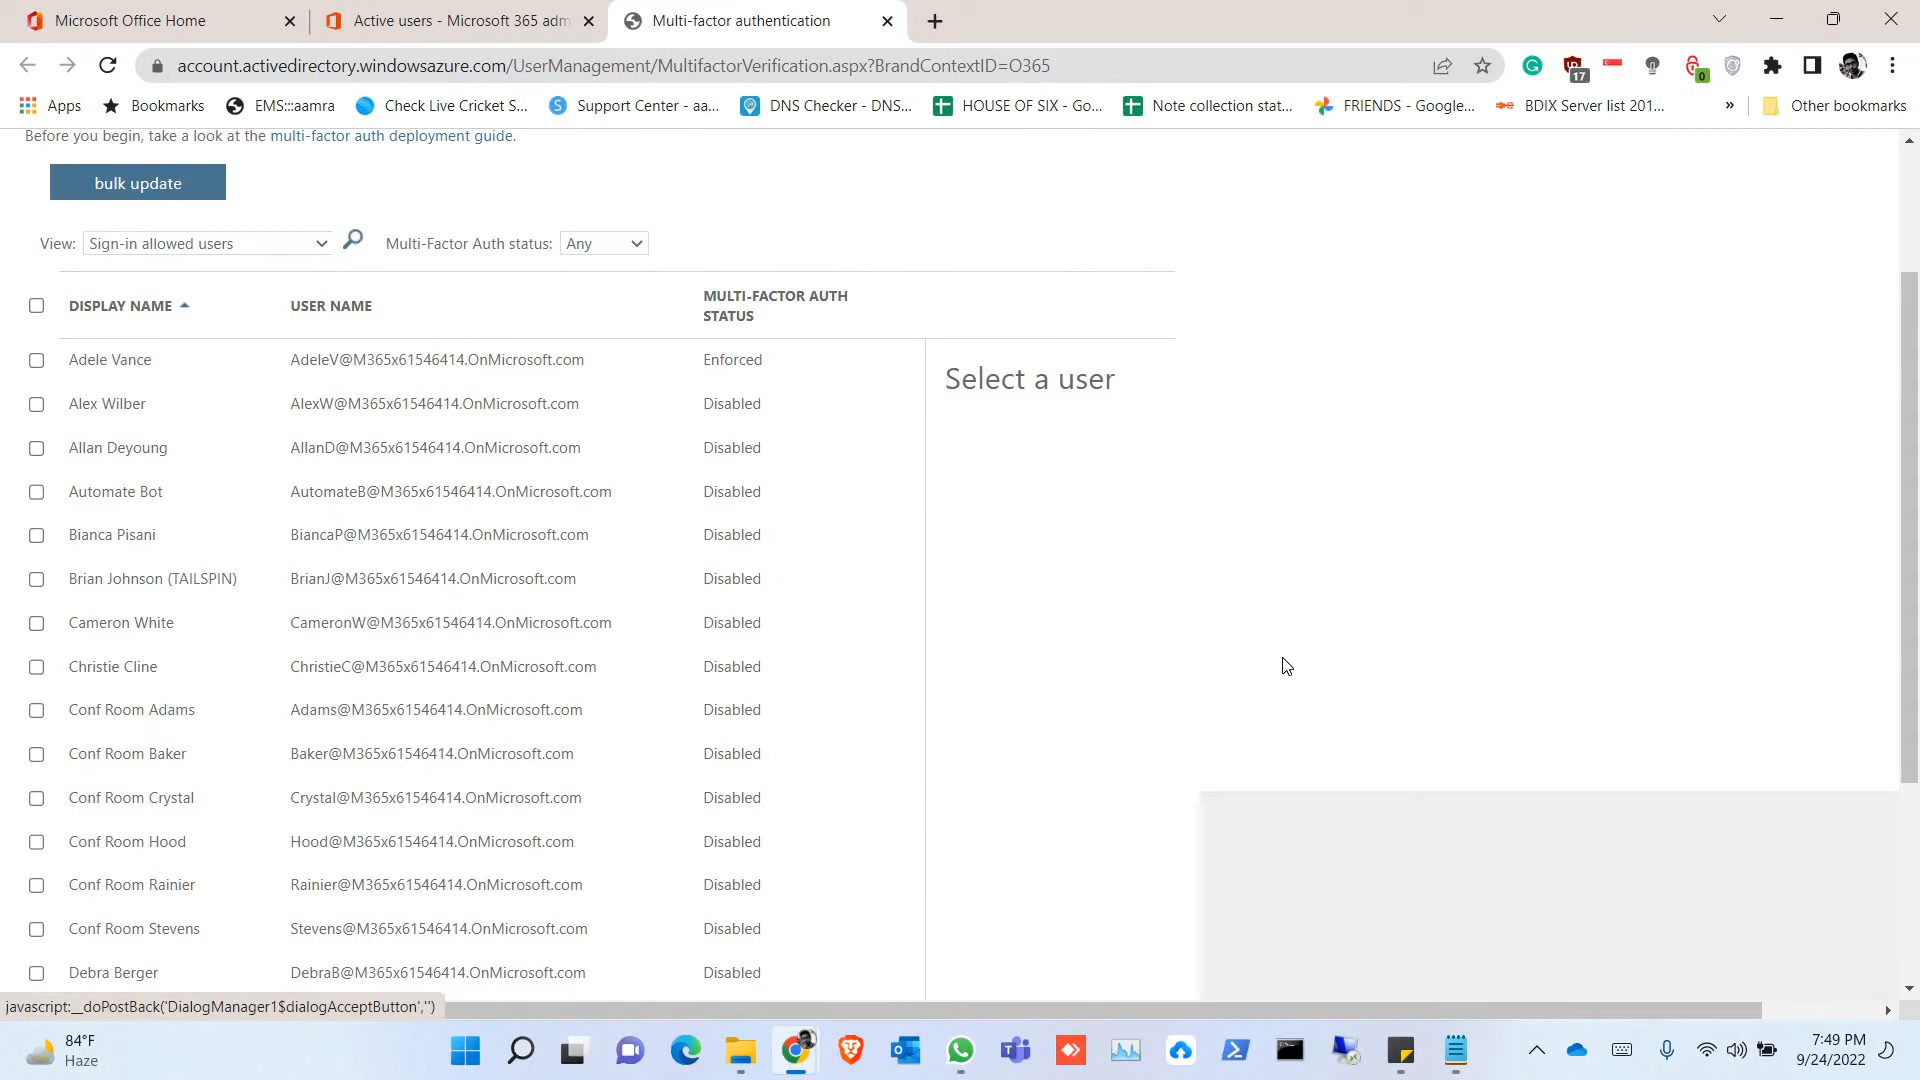 Microsoft Office Home
Active users - Microsoft 365 adm
Multi-factor authentication
account.activedirectory.windowsazure.com/UserManagement/MultifactorVerification.aspx?BrandContextID=O365
17
0
Apps
Bookmarks
EMS:::aamra
Check Live Cricket S...
Support Center - aa...
DNS Checker - DNS...
HOUSE OF SIX - Go...
Note collection stat...
FRIENDS - Google...
BDIX Server list 201...
»
Other bookmarks
Before you begin, take a look at the multi-factor auth deployment guide.
bulk update
View: Sign-in allowed users Multi-Factor Auth status: Any
DISPLAY NAME USER NAME MULTI-FACTOR AUTH
STATUS
Adele Vance AdeleV@M365x61546414.OnMicrosoft.com Enforced
Select a user
Alex Wilber AlexW@M365x61546414.OnMicrosoft.com Disabled
Allan Deyoung AllanD@M365x61546414.OnMicrosoft.com Disabled
Automate Bot AutomateB@M365x61546414.OnMicrosoft.com Disabled
Bianca Pisani BiancaP@M365x61546414.OnMicrosoft.com Disabled
Brian Johnson (TAILSPIN) BrianJ@M365x61546414.OnMicrosoft.com Disabled
Cameron White CameronW@M365x61546414.OnMicrosoft.com Disabled
Christie Cline ChristieC@M365x61546414.OnMicrosoft.com Disabled
Conf Room Adams Adams@M365x61546414.OnMicrosoft.com Disabled
Conf Room Baker Baker@M365x61546414.OnMicrosoft.com Disabled
Conf Room Crystal Crystal@M365x61546414.OnMicrosoft.com Disabled
Conf Room Hood Hood@M365x61546414.OnMicrosoft.com Disabled
Conf Room Rainier Rainier@M365x61546414.OnMicrosoft.com Disabled
Conf Room Stevens Stevens@M365x61546414.OnMicrosoft.com Disabled
Debra Berger DebraB@M365x61546414.OnMicrosoft.com Disabled
javascript:__doPostBack('DialogManager1$dialogAcceptButton','')
84°F
Haze
7:49 PM
9/24/2022